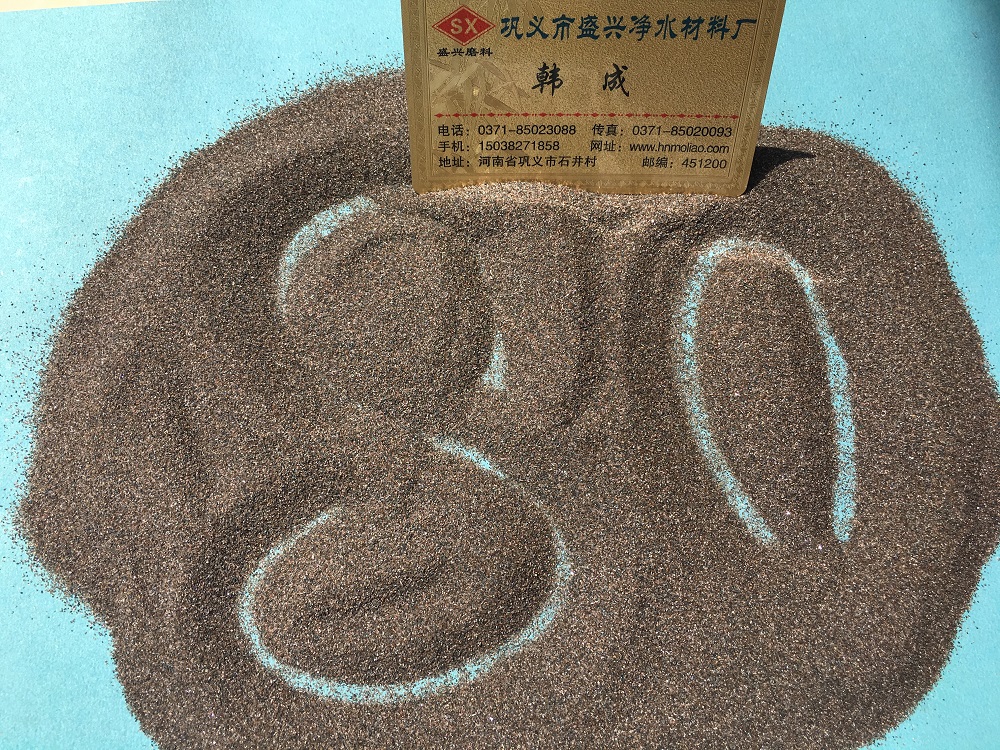 SX 巩义市盛兴净水材料厂
盛兴磨料
韩 成
电话：0371-85023088 传真：0371-85020093
手机：15038271858 网址：www.hnmoliao.com
地址：河南省巩义市石井村 邮编：451200
80